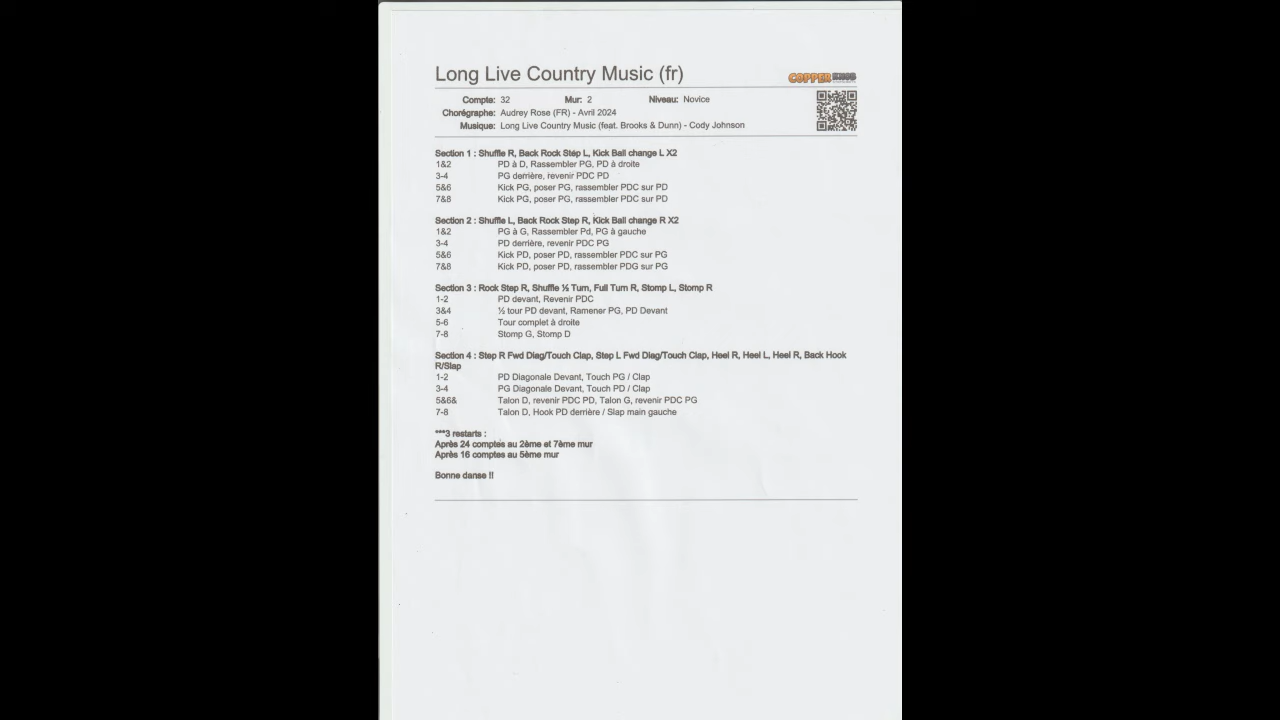 Long Live Country Music (fr)
COPPER KNOB
Compte: 32 Mur: 2 Niveau: Novice
Chorégraphe: Audrey Rose (FR) - Avril 2024
Musique: Long Live Country Music (feat. Brooks & Dunn) - Cody Johnson
Section 1 : Shuffle R, Back Rock Step L, Kick Ball change L X2
1&2 PD à D, Rassembler PG, PD à droite
3-4 PG derrière, revenir PDC PD
5&6 Kick PG, poser PG, rassembler PDC sur PD
7&8 Kick PG, poser PG, rassembler PDC sur PD
Section 2 : Shuffle L, Back Rock Step R, Kick Ball change R X2
1&2 PG à G, Rassembler Pd, PG à gauche
3-4 PD derrière, revenir PDC PG
5&6 Kick PD, poser PD, rassembler PDC sur PG
7&8 Kick PD, poser PD, rassembler PDG sur PG
Section 3 : Rock Step R, Shuffle ½ Turn, Full Turn R, Stomp L, Stomp R
1-2 PD devant, Revenir PDC
3&4 ½ tour PD devant, Ramener PG, PD Devant
5-6 Tour complet à droite
7-8 Stomp G, Stomp D
Section 4 : Step R Fwd Diag/Touch Clap, Step L Fwd Diag/Touch Clap, Heel R, Heel L, Heel R, Back Hook
R/Slap
1-2 PD Diagonale Devant, Touch PG / Clap
3-4 PG Diagonale Devant, Touch PD / Clap
5&6& Talon D, revenir PDC PD, Talon G, revenir PDC PG
7-8 Talon D, Hook PD derrière / Slap main gauche
***3 restarts :
Après 24 comptes au 2ème et 7ème mur
Après 16 comptes au 5ème mur
Bonne danse !!